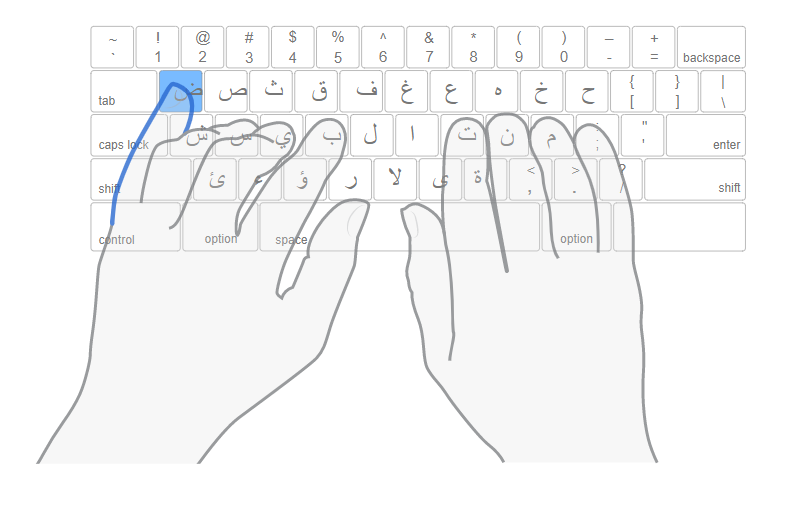 ~ ! @ # $ % ^ & * ( ) – +
` 1 2 3 4 5 6 7 8 9 0 - = backspace
tab ض ص ث ق ف غ ع ه خ ح { } |
[ ] \
caps lock ش س ي ب ل ا ت ن م : "
; ' enter
shift ئ ء ؤ ر لا ى ة < > ?
, . / shift
control option space option